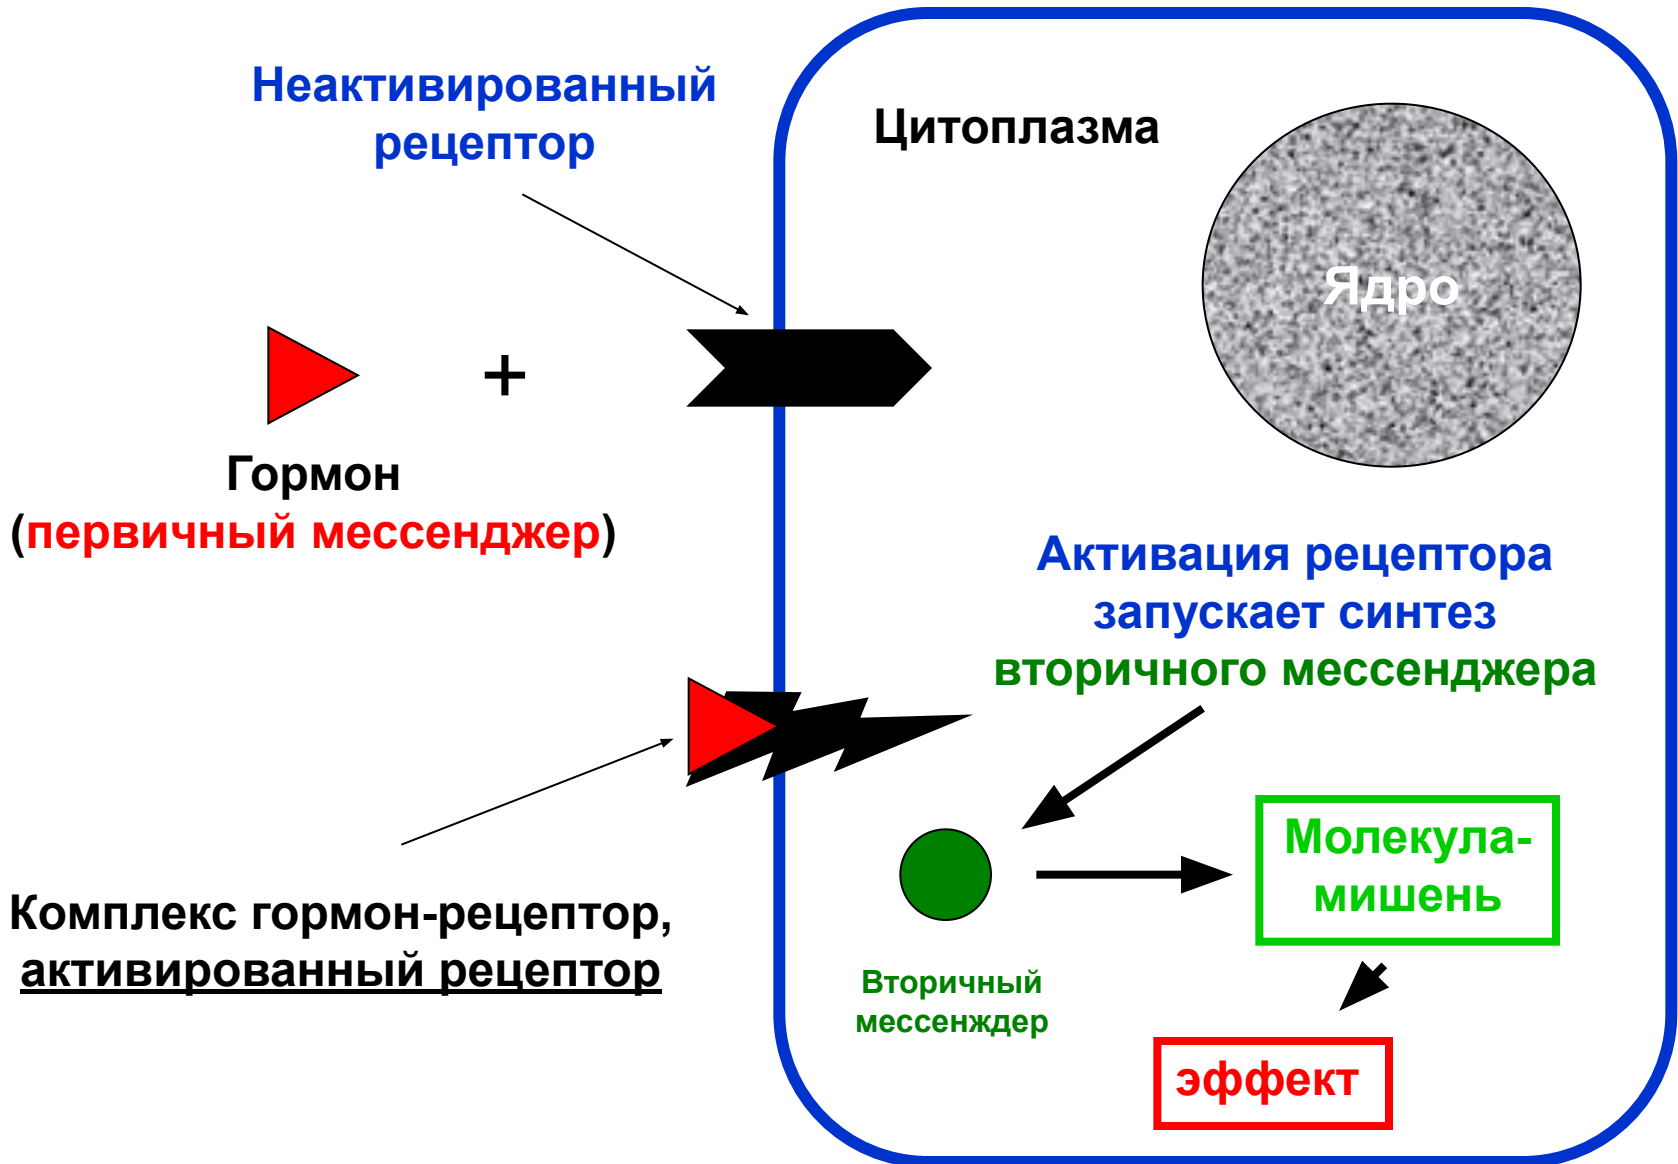 Неактивированный
рецептор
Цитоплазма
Ядро
+
Гормон
(первичный мессенджер)
Активация рецептора
запускает синтез
вторичного мессенджера
Молекула-
мишень
Комплекс гормон-рецептор,
активированный рецептор
Вторичный
мессенждер
эффект